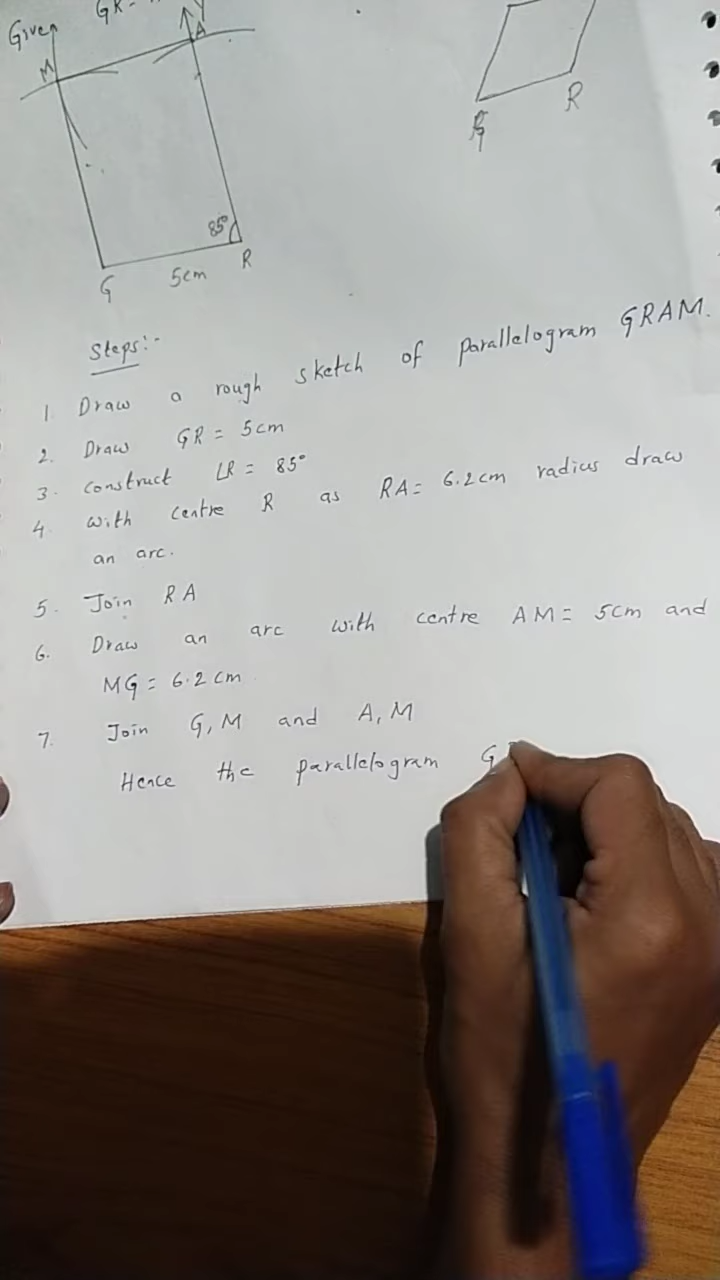 Given
GR=
Y
M
A
85°
G
5cm
R
G
R
Steps:-
1. Draw a rough sketch of parallelogram GRAM.
2. Draw GR = 5cm
3. Construct ∠R = 85°
4. With centre R as RA= 6.2cm radius draw
an arc.
5. Join RA
6. Draw an arc with centre AM= 5cm and
MG= 6.2cm
7. Join G, M and A, M
Hence the parallelogram G